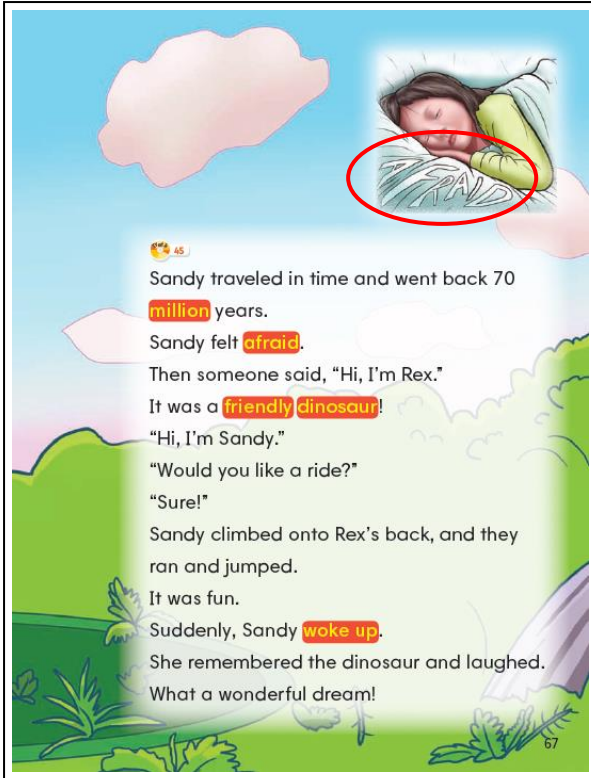 AFRAID
45
Sandy traveled in time and went back 70
million years.
Sandy felt afraid.
Then someone said, “Hi, I’m Rex.”
It was a friendly dinosaur!
“Hi, I’m Sandy.”
“Would you like a ride?”
“Sure!”
Sandy climbed onto Rex’s back, and they
ran and jumped.
It was fun.
Suddenly, Sandy woke up.
She remembered the dinosaur and laughed.
What a wonderful dream!
67